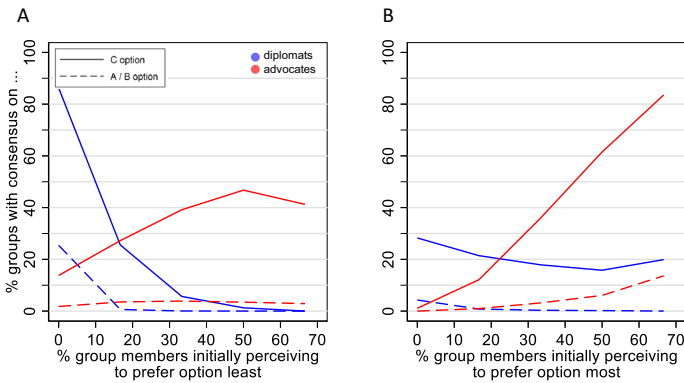 A
B
C option
A / B option
diplomats
advocates
% groups with consensus on ...
0 20 40 60 80 100
0 10 20 30 40 50 60 70
% group members initially perceiving
to prefer option least
0 20 40 60 80 100
0 10 20 30 40 50 60 70
% group members initially perceiving
to prefer option most